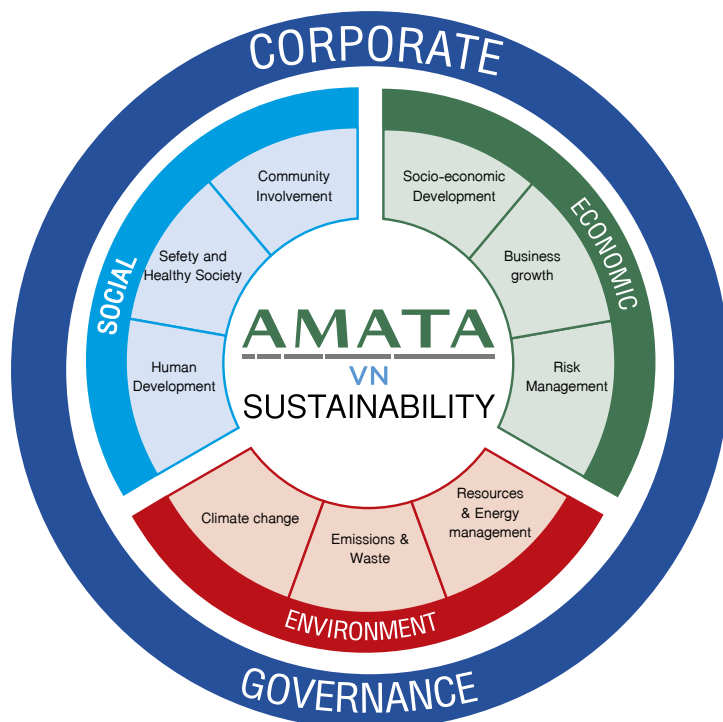 CORPORATE
SOCIAL
Community
Involvement
Sefety and
Healthy Society
Human
Development
ECONOMIC
Socio-economic
Development
Business
growth
Risk
Management
AMATA
VN
SUSTAINABILITY
Climate change
Emissions &
Waste
Resources
& Energy
management
ENVIRONMENT
GOVERNANCE